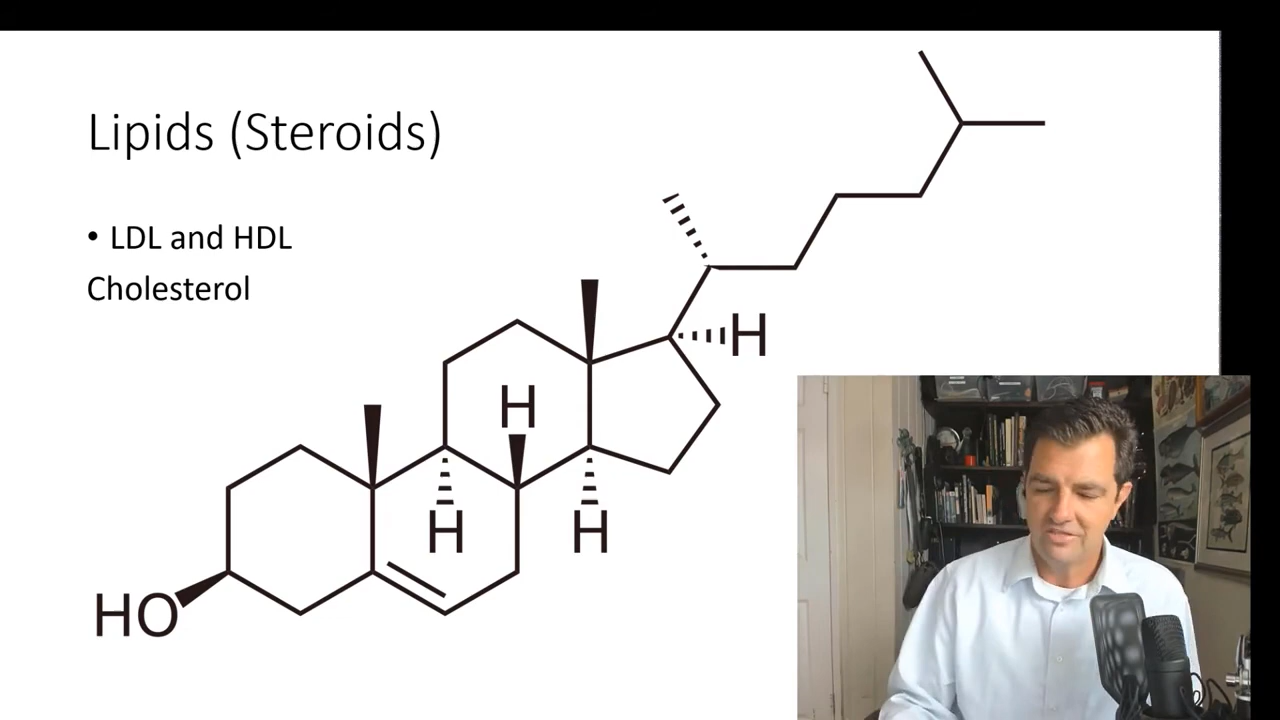 Lipids (Steroids)
• LDL and HDL
Cholesterol
H
H
H
H
HO